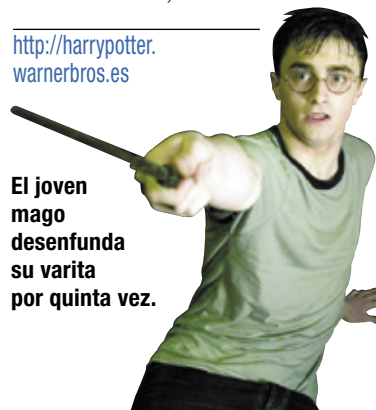 http://harrypotter.
warnerbros.es
El joven
mago
desenfunda
su varita
por quinta vez.